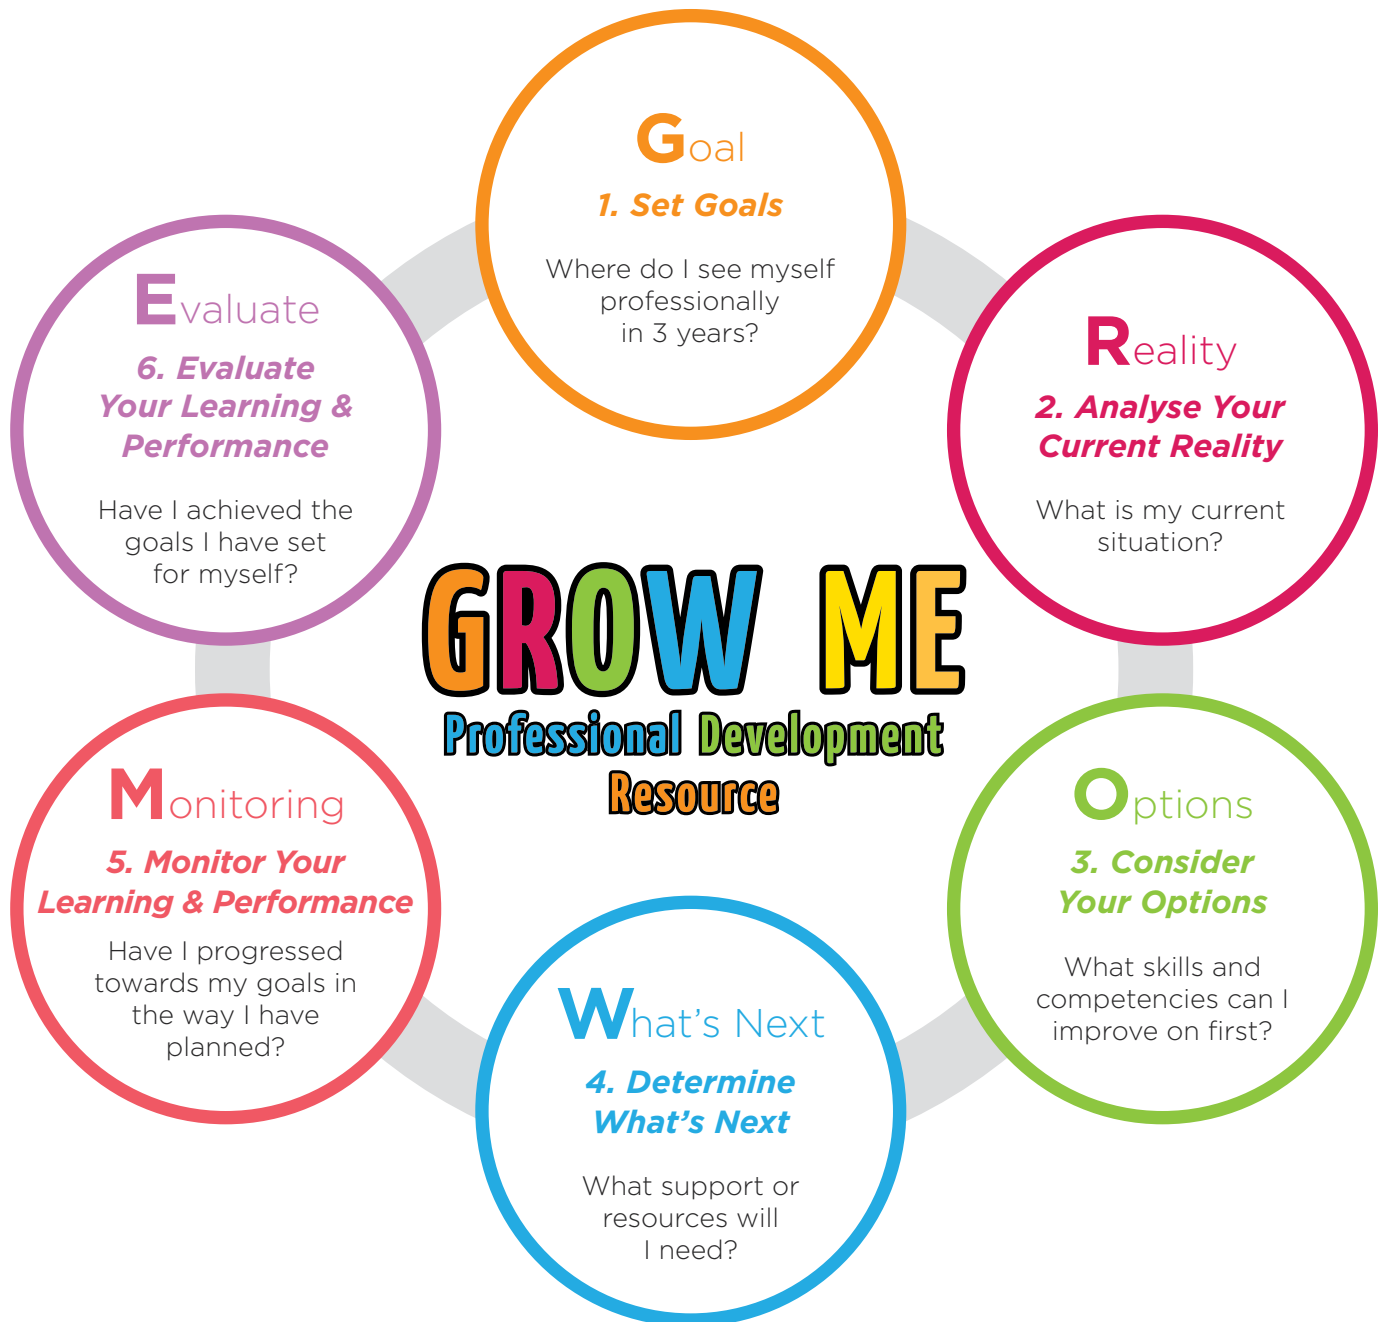 Goal
1. Set Goals
Where do I see myself
professionally
in 3 years?
Reality
2. Analyse Your
Current Reality
What is my current
situation?
Options
3. Consider
Your Options
What skills and
competencies can I
improve on first?
What's Next
4. Determine
What's Next
What support or
resources will
I need?
Monitoring
5. Monitor Your
Learning & Performance
Have I progressed
towards my goals in
the way I have
planned?
Evaluate
6. Evaluate
Your Learning &
Performance
Have I achieved the
goals I have set
for myself?
GROW ME
Professional Development
Resource